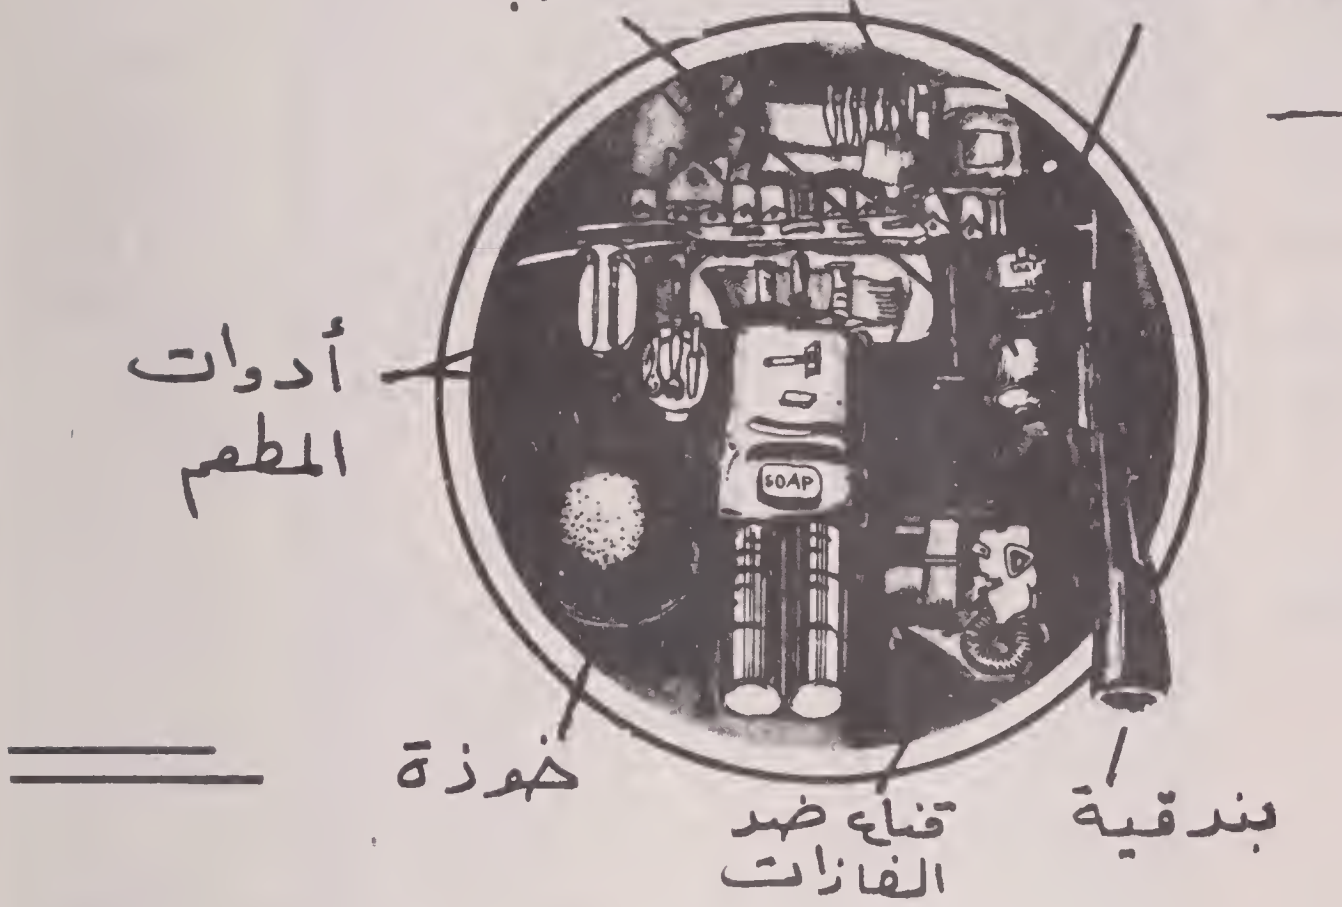 أدوات
المطعم
SOAP
خوذة
قناع ضد
الغازات
بندقية